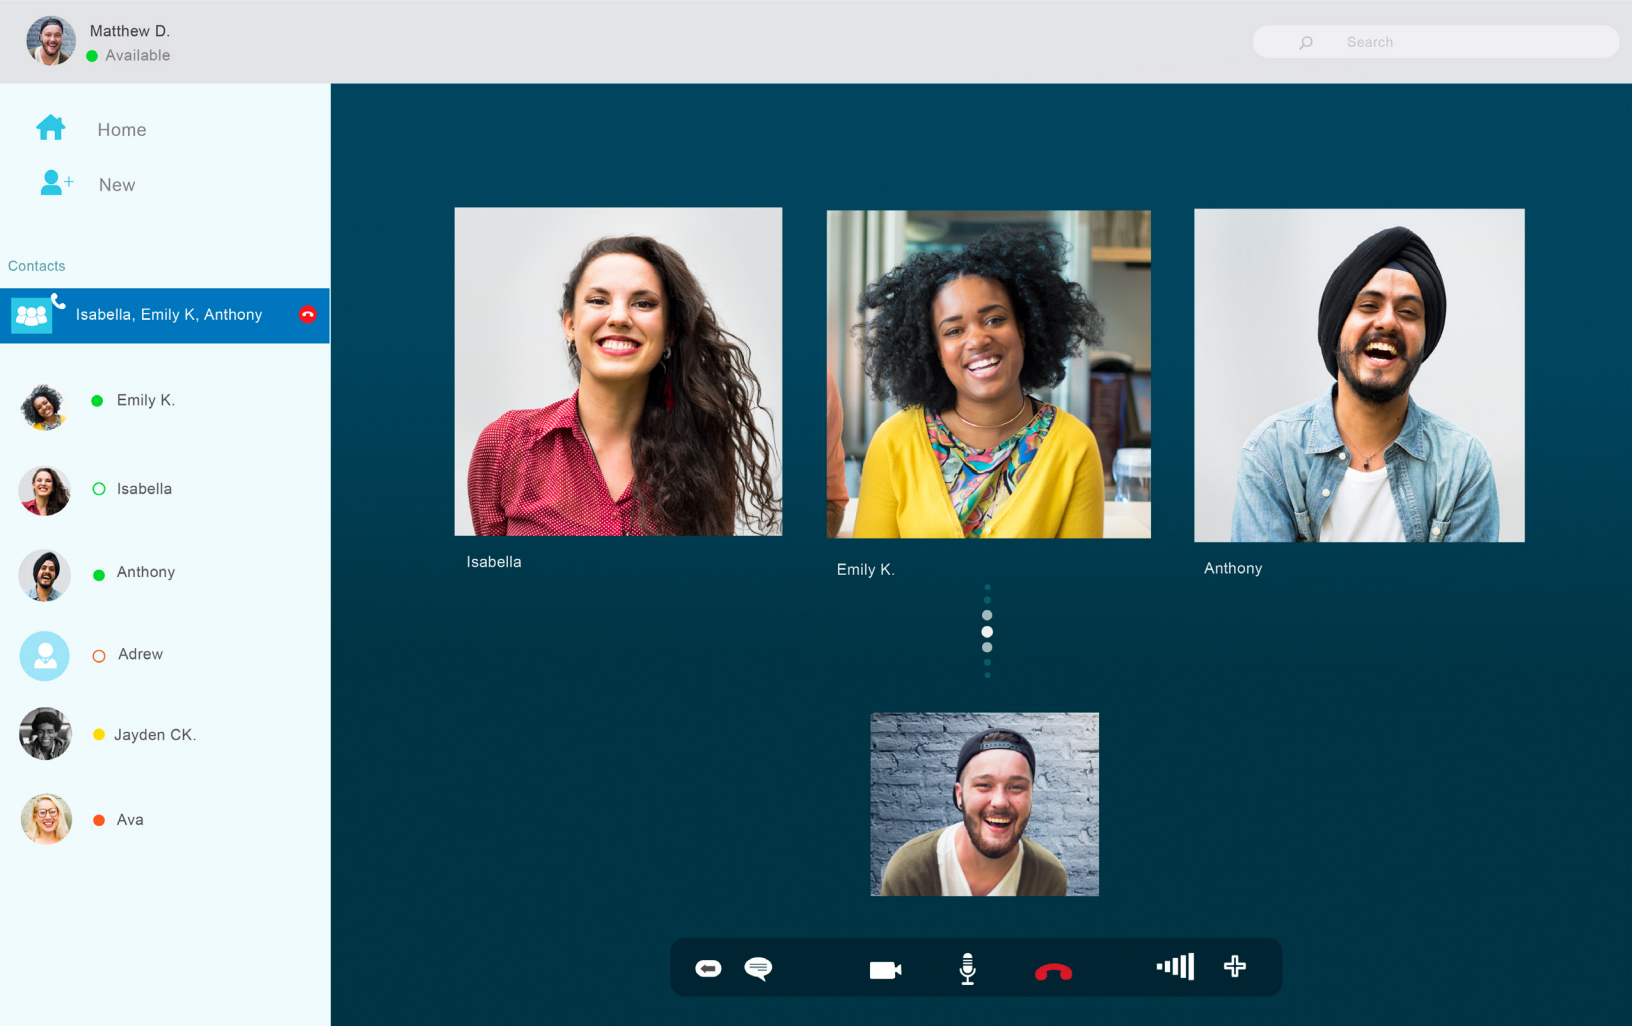 Matthew D.
Available
Search
Home
New
Contacts
Isabella, Emily K, Anthony
Emily K.
Isabella
Anthony
Adrew
Jayden CK.
Ava
Isabella
Emily K.
Anthony